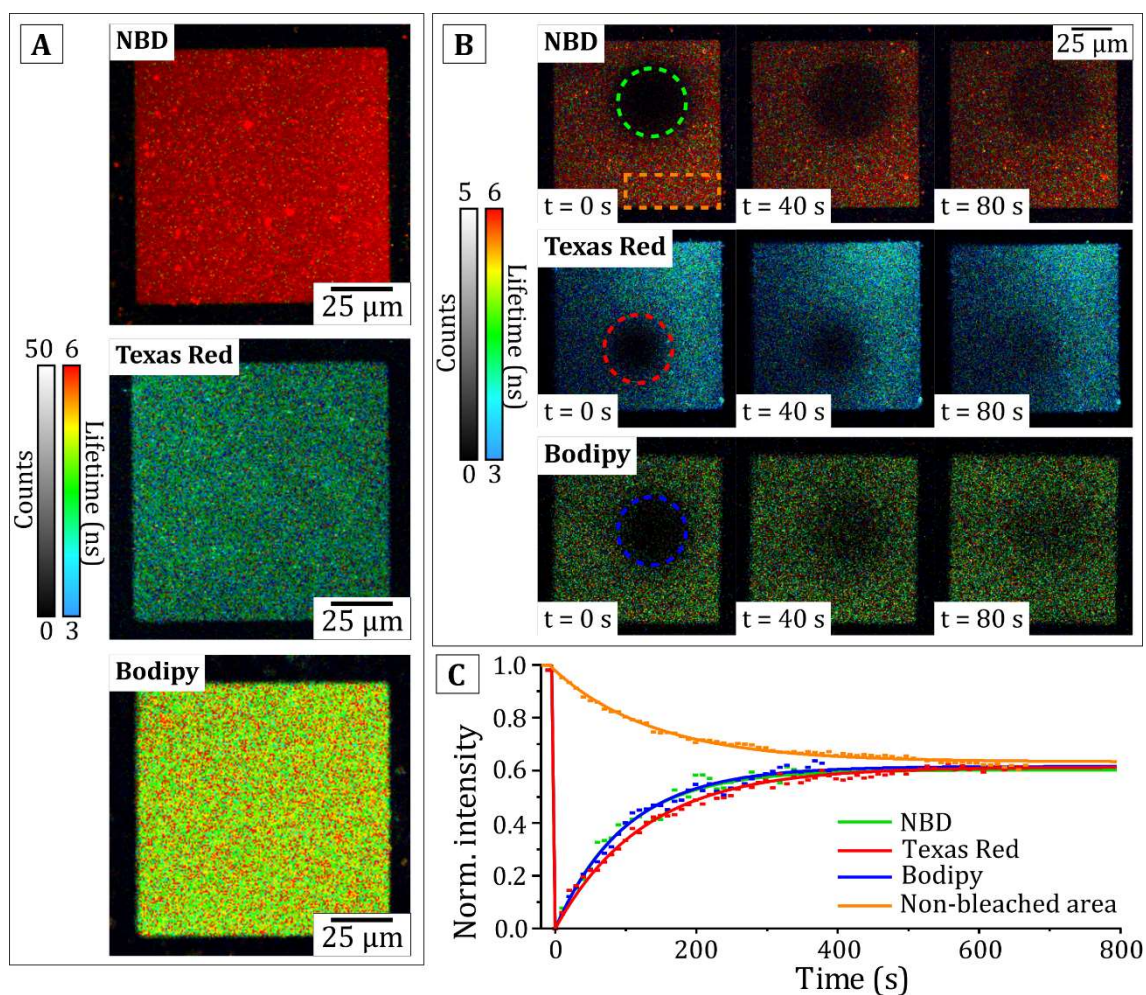 A
NBD
25 μm
50
6
Counts
Lifetime (ns)
0
3
Texas Red
25 μm
Bodipy
25 μm
B
NBD
25 μm
t = 0 s
t = 40 s
t = 80 s
5
6
Counts
Lifetime (ns)
0
3
Texas Red
t = 0 s
t = 40 s
t = 80 s
Bodipy
t = 0 s
t = 40 s
t = 80 s
C
Norm. intensity
1.0
0.8
0.6
0.4
0.2
0.0
NBD
Texas Red
Bodipy
Non-bleached area
0
200
400
600
800
Time (s)